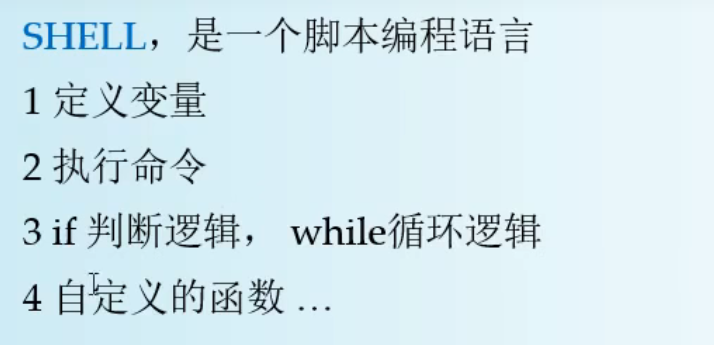 SHELL，是一个脚本编程语言
1 定义变量
2 执行命令
3 if 判断逻辑， while循环逻辑
4 自定义的函数 ...